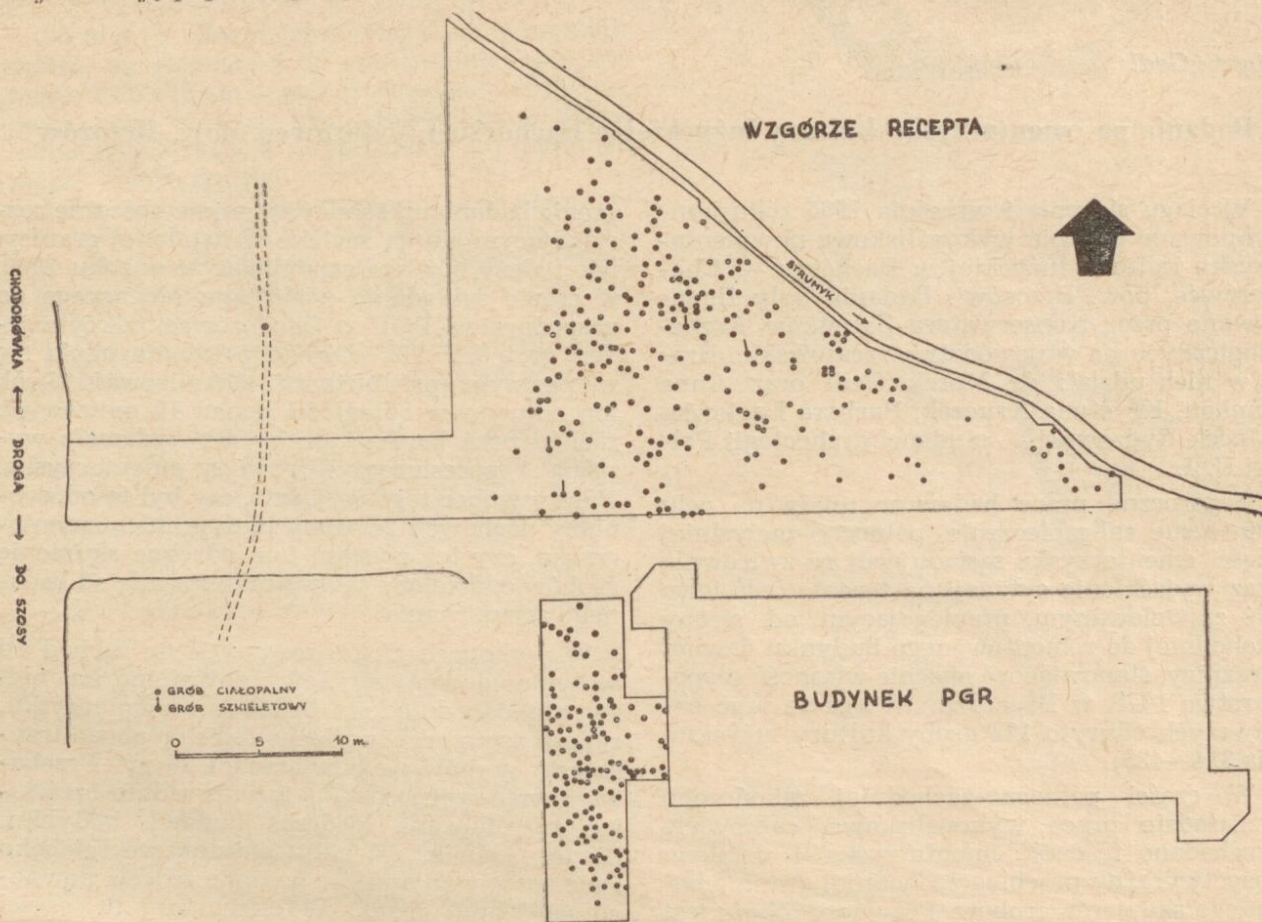 WZGÓRZE RECEPTA
STRUMYK →
CHODORÓWKA ← DROGA → DO SZOSY
GRÓB CIAŁOPALNY
GRÓB SZKIELETOWY
0 5 10 m
BUDYNEK PGR